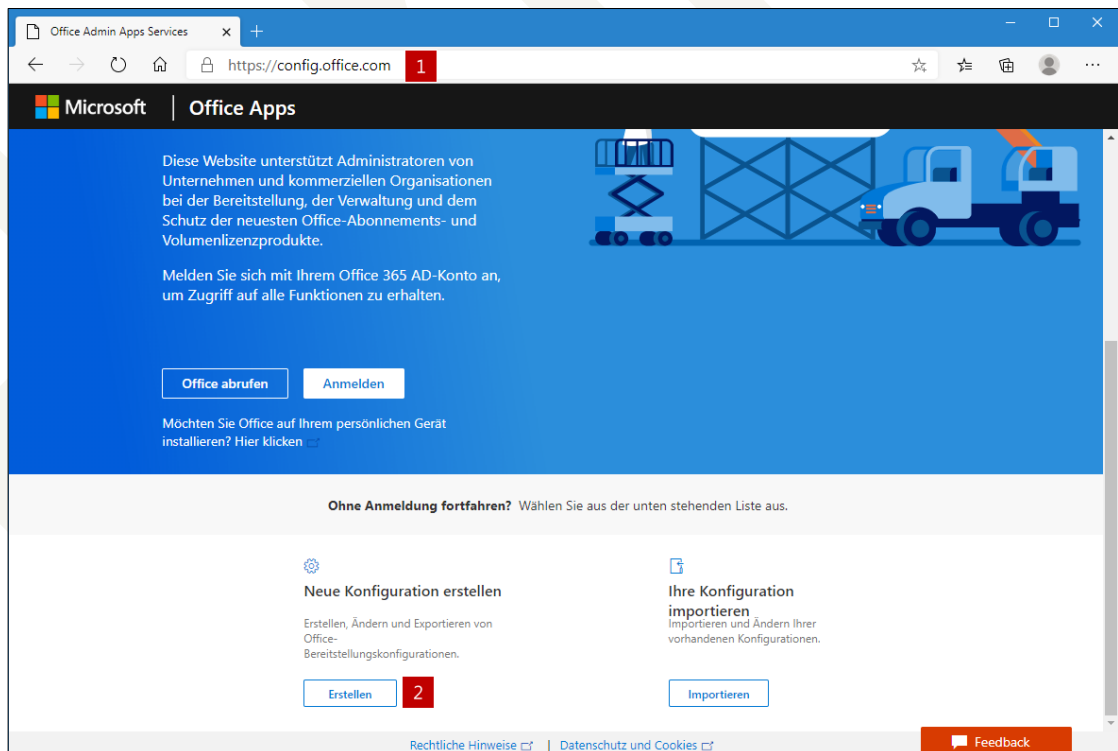 Office Admin Apps Services
https://config.office.com
1
Microsoft | Office Apps
Diese Website unterstützt Administratoren von
Unternehmen und kommerziellen Organisationen
bei der Bereitstellung, der Verwaltung und dem
Schutz der neuesten Office-Abonnements- und
Volumenlizenzprodukte.
Melden Sie sich mit Ihrem Office 365 AD-Konto an,
um Zugriff auf alle Funktionen zu erhalten.
Office abrufen
Anmelden
Möchten Sie Office auf Ihrem persönlichen Gerät
installieren? Hier klicken
Ohne Anmeldung fortfahren? Wählen Sie aus der unten stehenden Liste aus.
Neue Konfiguration erstellen
Erstellen, Ändern und Exportieren von
Office-
Bereitstellungskonfigurationen.
Erstellen
2
Ihre Konfiguration
importieren
Importieren und Ändern Ihrer
vorhandenen Konfigurationen.
Importieren
Rechtliche Hinweise | Datenschutz und Cookies
Feedback